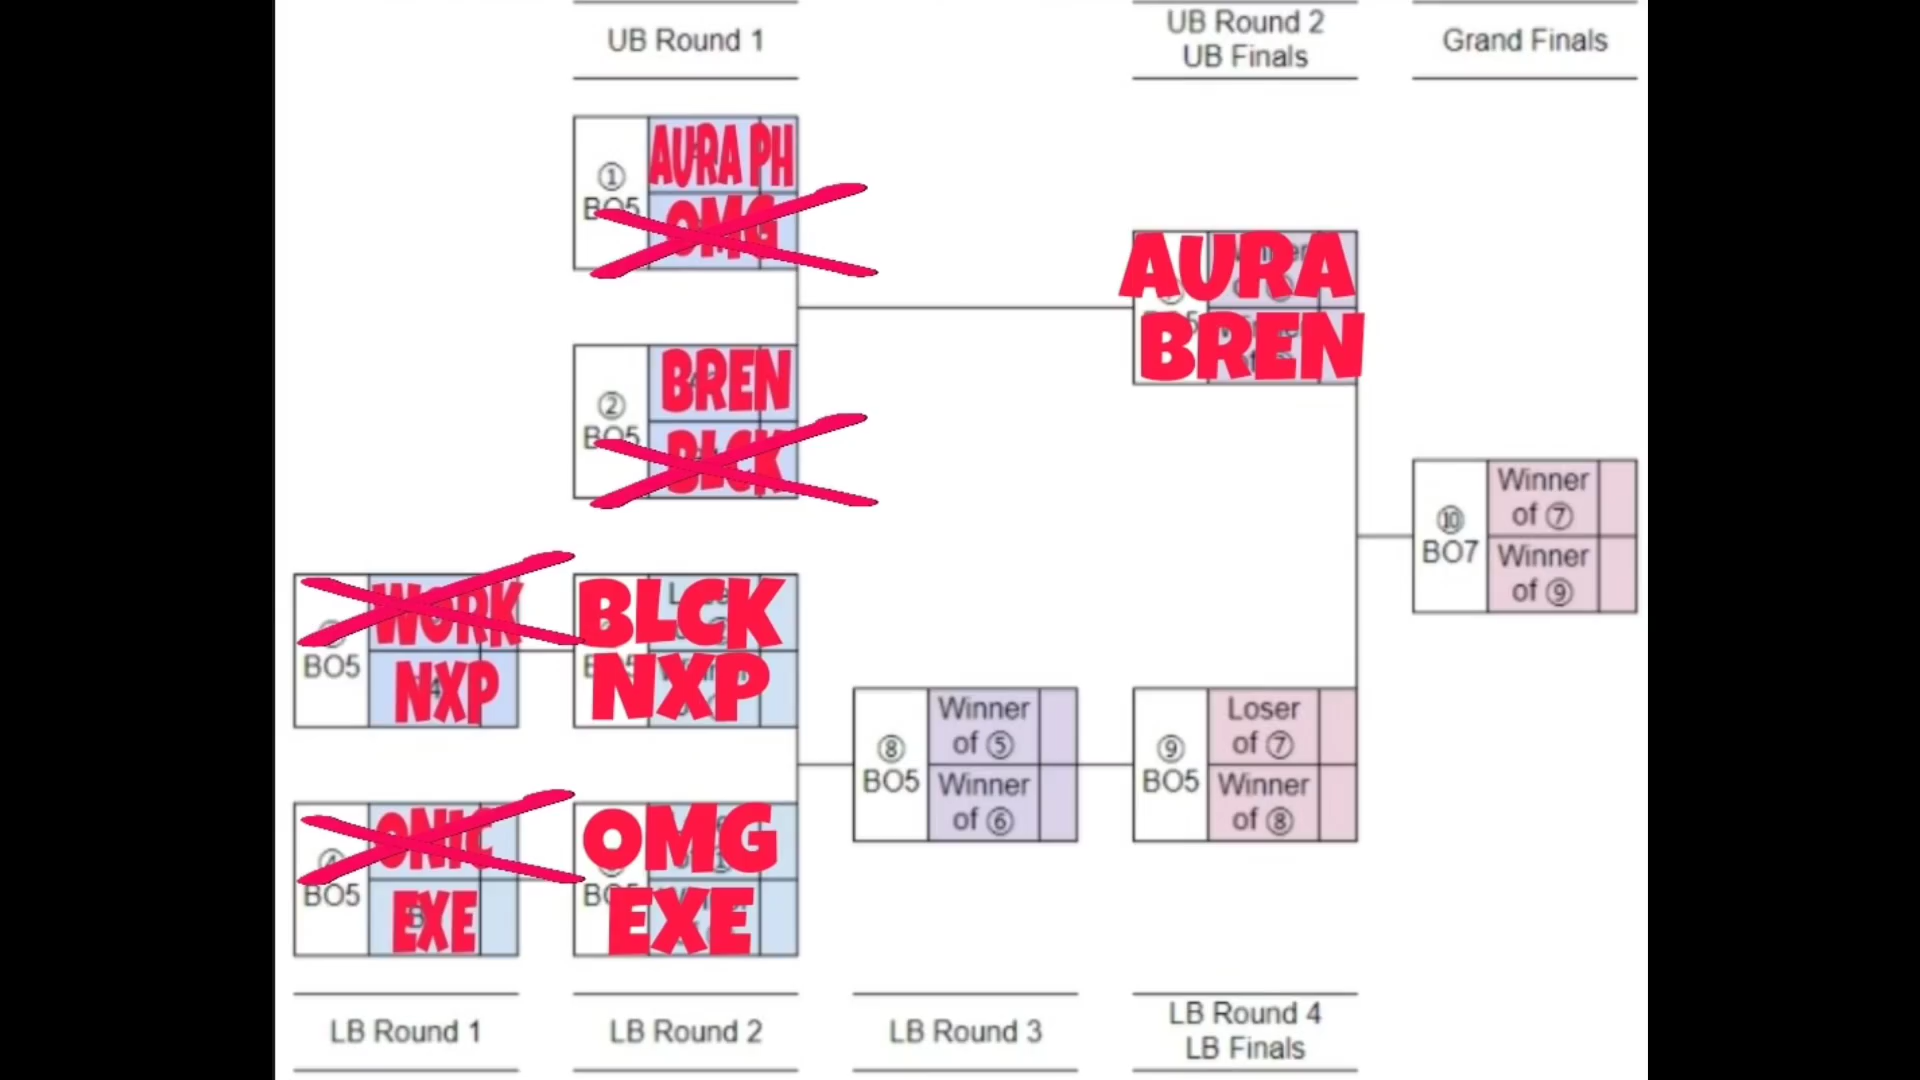 UB Round 1
UB Round 2
UB Finals
Grand Finals
①
BO5
AURA PH
OMG
②
BO5
BREN
BLCK
AURA
BREN
WORK
NXP
BO5
BLCK
NXP
④
BO5
ONIC
EXE
OMG
EXE
⑧
BO5
Winner
of ⑤
Winner
of ⑥
⑨
BO5
Loser
of ⑦
Winner
of ⑧
⑩
BO7
Winner
of ⑦
Winner
of ⑨
LB Round 1
LB Round 2
LB Round 3
LB Round 4
LB Finals